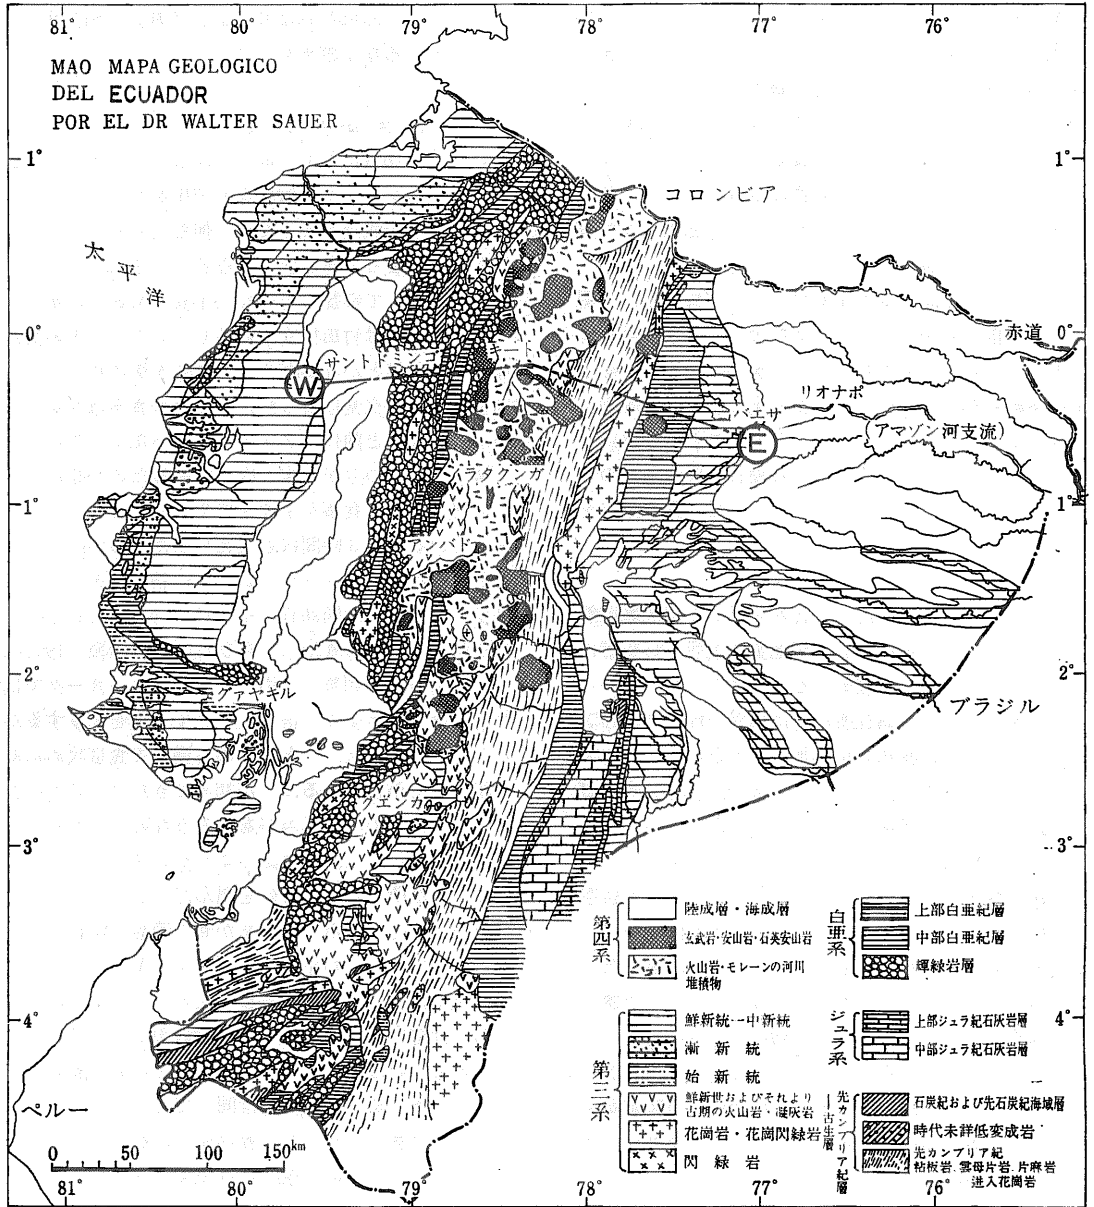 81°
80°
79°
78°
77°
76°
MAO MAPA GEOLOGICO
DEL ECUADOR
POR EL DR WALTER SAUER
1°
1°
コロンビア
太平洋
0°
赤道
0°
サントドミンゴ
キー
W
リオナポ
バエサ
E
(アマゾン河支流)
ラタクンガ
1°
1°
アンバト
2°
2°
グァヤキル
ブラジル
クエンカ
3°
3°
第四系
陸成層・海成層
玄武岩・安山岩・石英安山岩
火山岩・モレーンの河川
堆積物
白亜系
上部白亜紀層
中部白亜紀層
輝緑岩層
第三系
鮮新統―中新統
漸新統
始新統
鮮新世およびそれより
古期の火山岩・凝灰岩
花崗岩・花崗閃緑岩
閃緑岩
ジュラ系
上部ジュラ紀石灰岩層
中部ジュラ紀石灰岩層
先カンブリア紀層
―古生層
石炭紀および先石炭紀海域層
時代未詳低変成岩
先カンブリア紀
粘板岩、雲母片岩、片麻岩
進入花崗岩
4°
4°
ペルー
0 50 100 150km
81°
80°
79°
78°
77°
76°